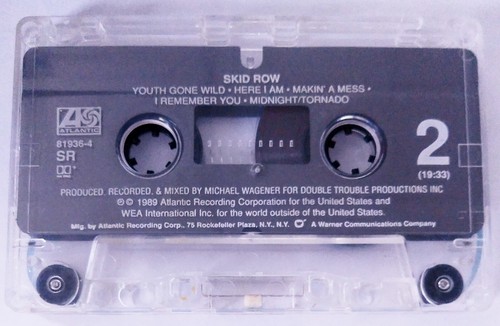 SKID ROW
YOUTH GONE WILD • HERE I AM • MAKIN' A MESS •
I REMEMBER YOU • MIDNIGHT/TORNADO
ATLANTIC
81936-4
SR
2
(19:33)
PRODUCED, RECORDED, & MIXED BY MICHAEL WAGENER FOR DOUBLE TROUBLE PRODUCTIONS INC
℗ © 1989 Atlantic Recording Corporation for the United States and
WEA International Inc. for the world outside of the United States.
Mfg. by Atlantic Recording Corp., 75 Rockefeller Plaza, N.Y., N.Y. A Warner Communications Company